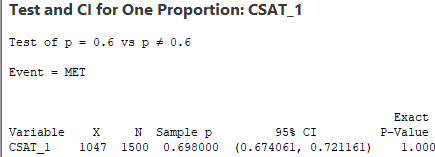 Test and CI for One Proportion: CSAT_1
Test of p = 0.6 vs p ≠ 0.6
Event = MET
Exact
Variable X N Sample p 95% CI P-Value
CSAT_1 1047 1500 0.698000 (0.674061, 0.721161) 1.000